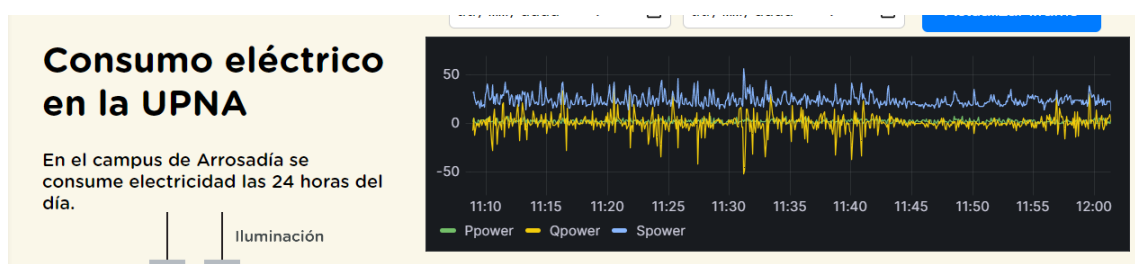 Consumo eléctrico
en la UPNA
En el campus de Arrosadía se
consume electricidad las 24 horas del
día.
Iluminación
50
0
-50
11:10 11:15 11:20 11:25 11:30 11:35 11:40 11:45 11:50 11:55 12:00
Ppower Qpower Spower